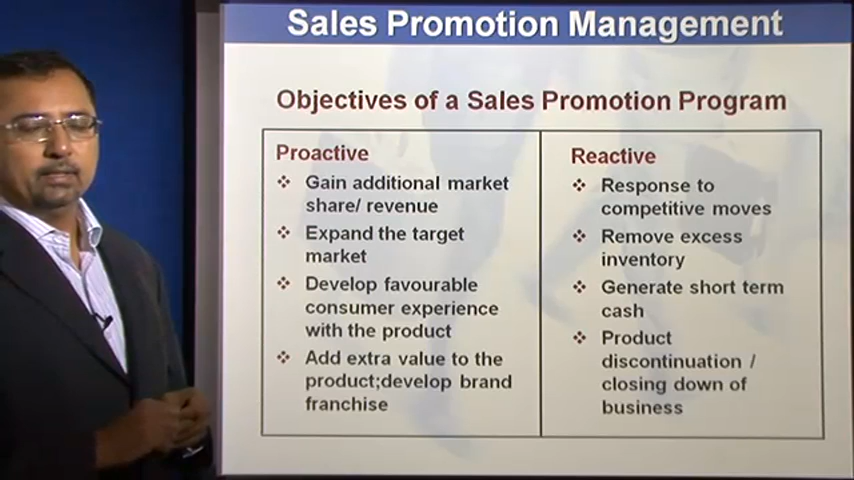 Sales Promotion Management
Objectives of a Sales Promotion Program
Proactive
❖ Gain additional market
share/ revenue
❖ Expand the target
market
❖ Develop favourable
consumer experience
with the product
❖ Add extra value to the
product;develop brand
franchise
Reactive
❖ Response to
competitive moves
❖ Remove excess
inventory
❖ Generate short term
cash
❖ Product
discontinuation /
closing down of
business